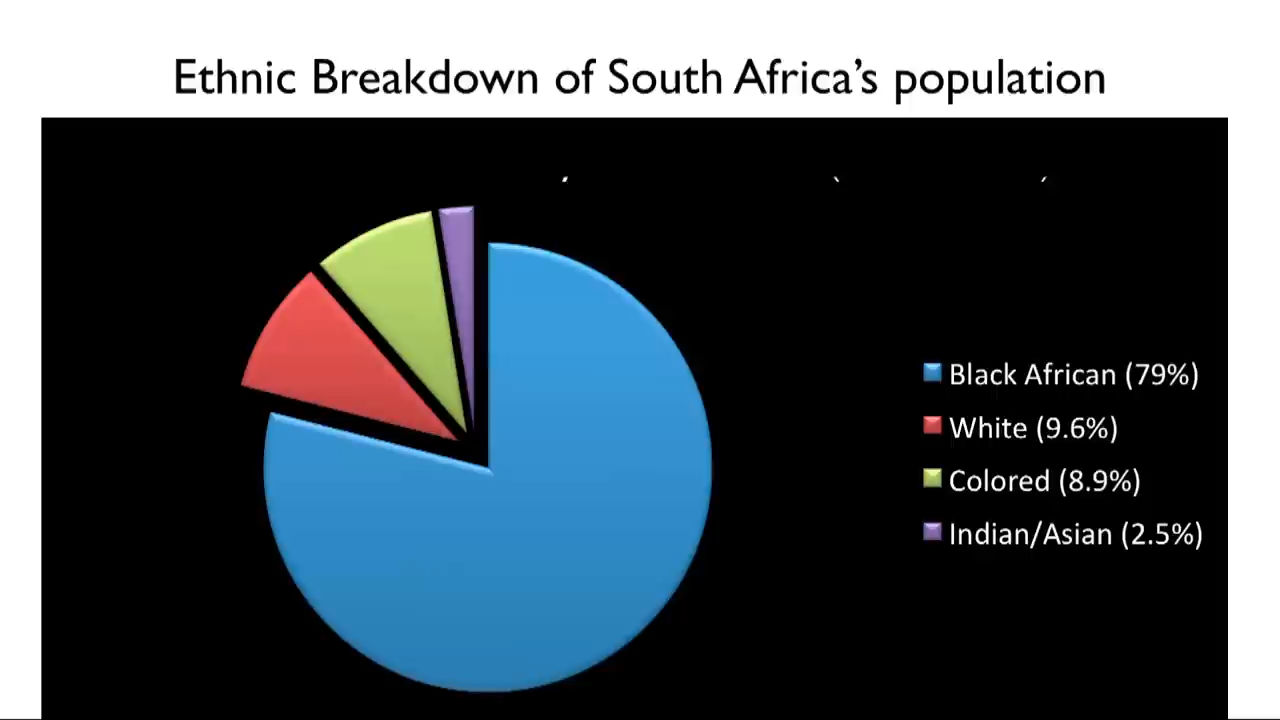 Ethnic Breakdown of South Africa’s population
Black African (79%)
White (9.6%)
Colored (8.9%)
Indian/Asian (2.5%)